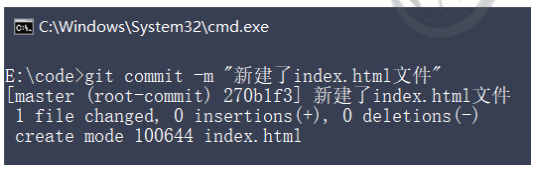 C:\Windows\System32\cmd.exe
E:\code>git commit -m "新建了index.html文件"
[master (root-commit) 270b1f3] 新建了index.html文件
1 file changed, 0 insertions(+), 0 deletions(-)
create mode 100644 index.html